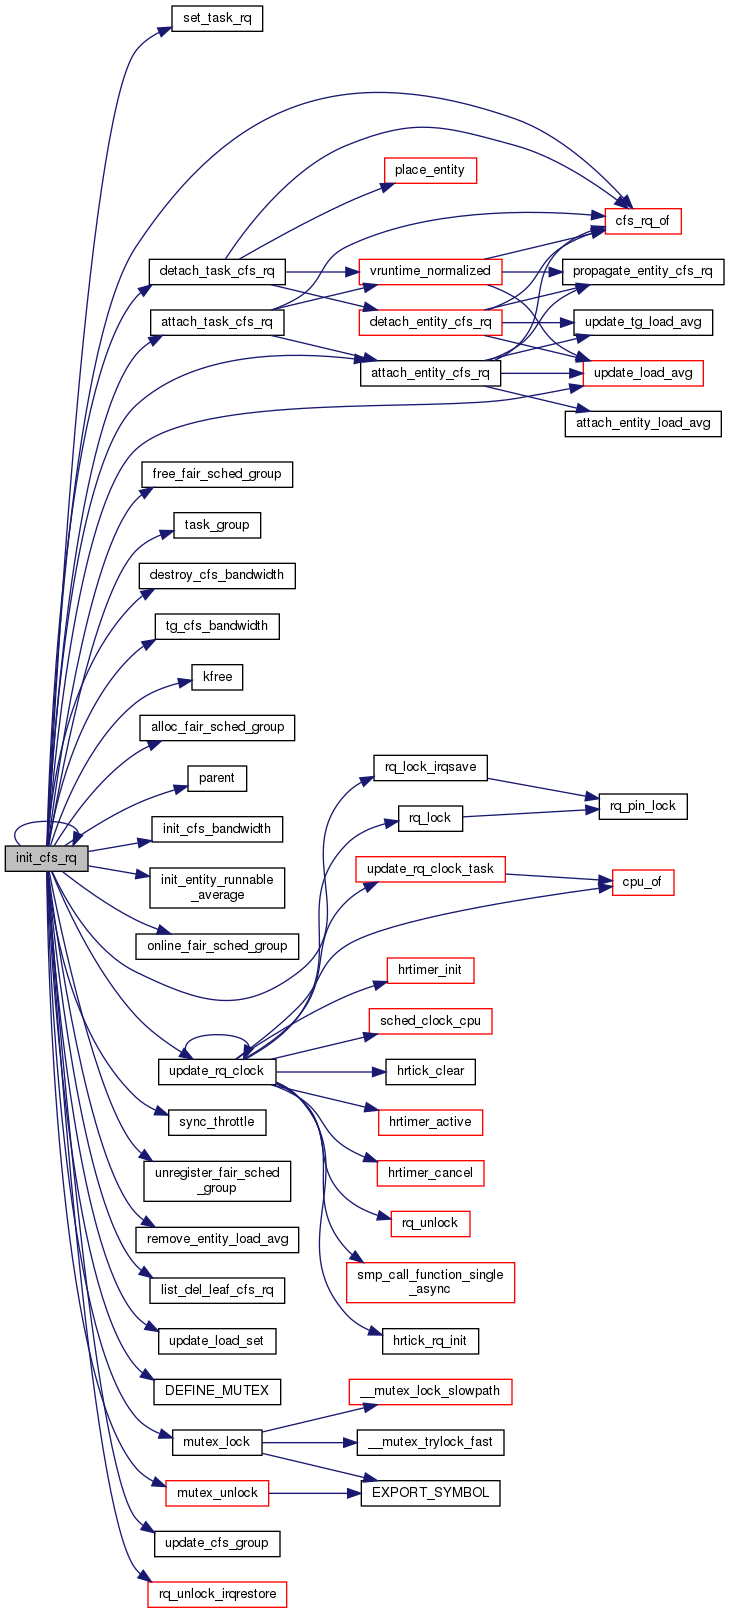 set_task_rq
place_entity
cfs_rq_of
detach_task_cfs_rq
vruntime_normalized
propagate_entity_cfs_rq
attach_task_cfs_rq
detach_entity_cfs_rq
update_tg_load_avg
attach_entity_cfs_rq
update_load_avg
attach_entity_load_avg
free_fair_sched_group
task_group
destroy_cfs_bandwidth
tg_cfs_bandwidth
kfree
alloc_fair_sched_group
rq_lock_irqsave
parent
rq_pin_lock
rq_lock
init_cfs_bandwidth
init_cfs_rq
update_rq_clock_task
init_entity_runnable
_average
cpu_of
online_fair_sched_group
hrtimer_init
sched_clock_cpu
update_rq_clock
hrtick_clear
sync_throttle
hrtimer_active
unregister_fair_sched
_group
hrtimer_cancel
rq_unlock
remove_entity_load_avg
smp_call_function_single
_async
list_del_leaf_cfs_rq
update_load_set
hrtick_rq_init
DEFINE_MUTEX
__mutex_lock_slowpath
mutex_lock
__mutex_trylock_fast
mutex_unlock
EXPORT_SYMBOL
update_cfs_group
rq_unlock_irqrestore